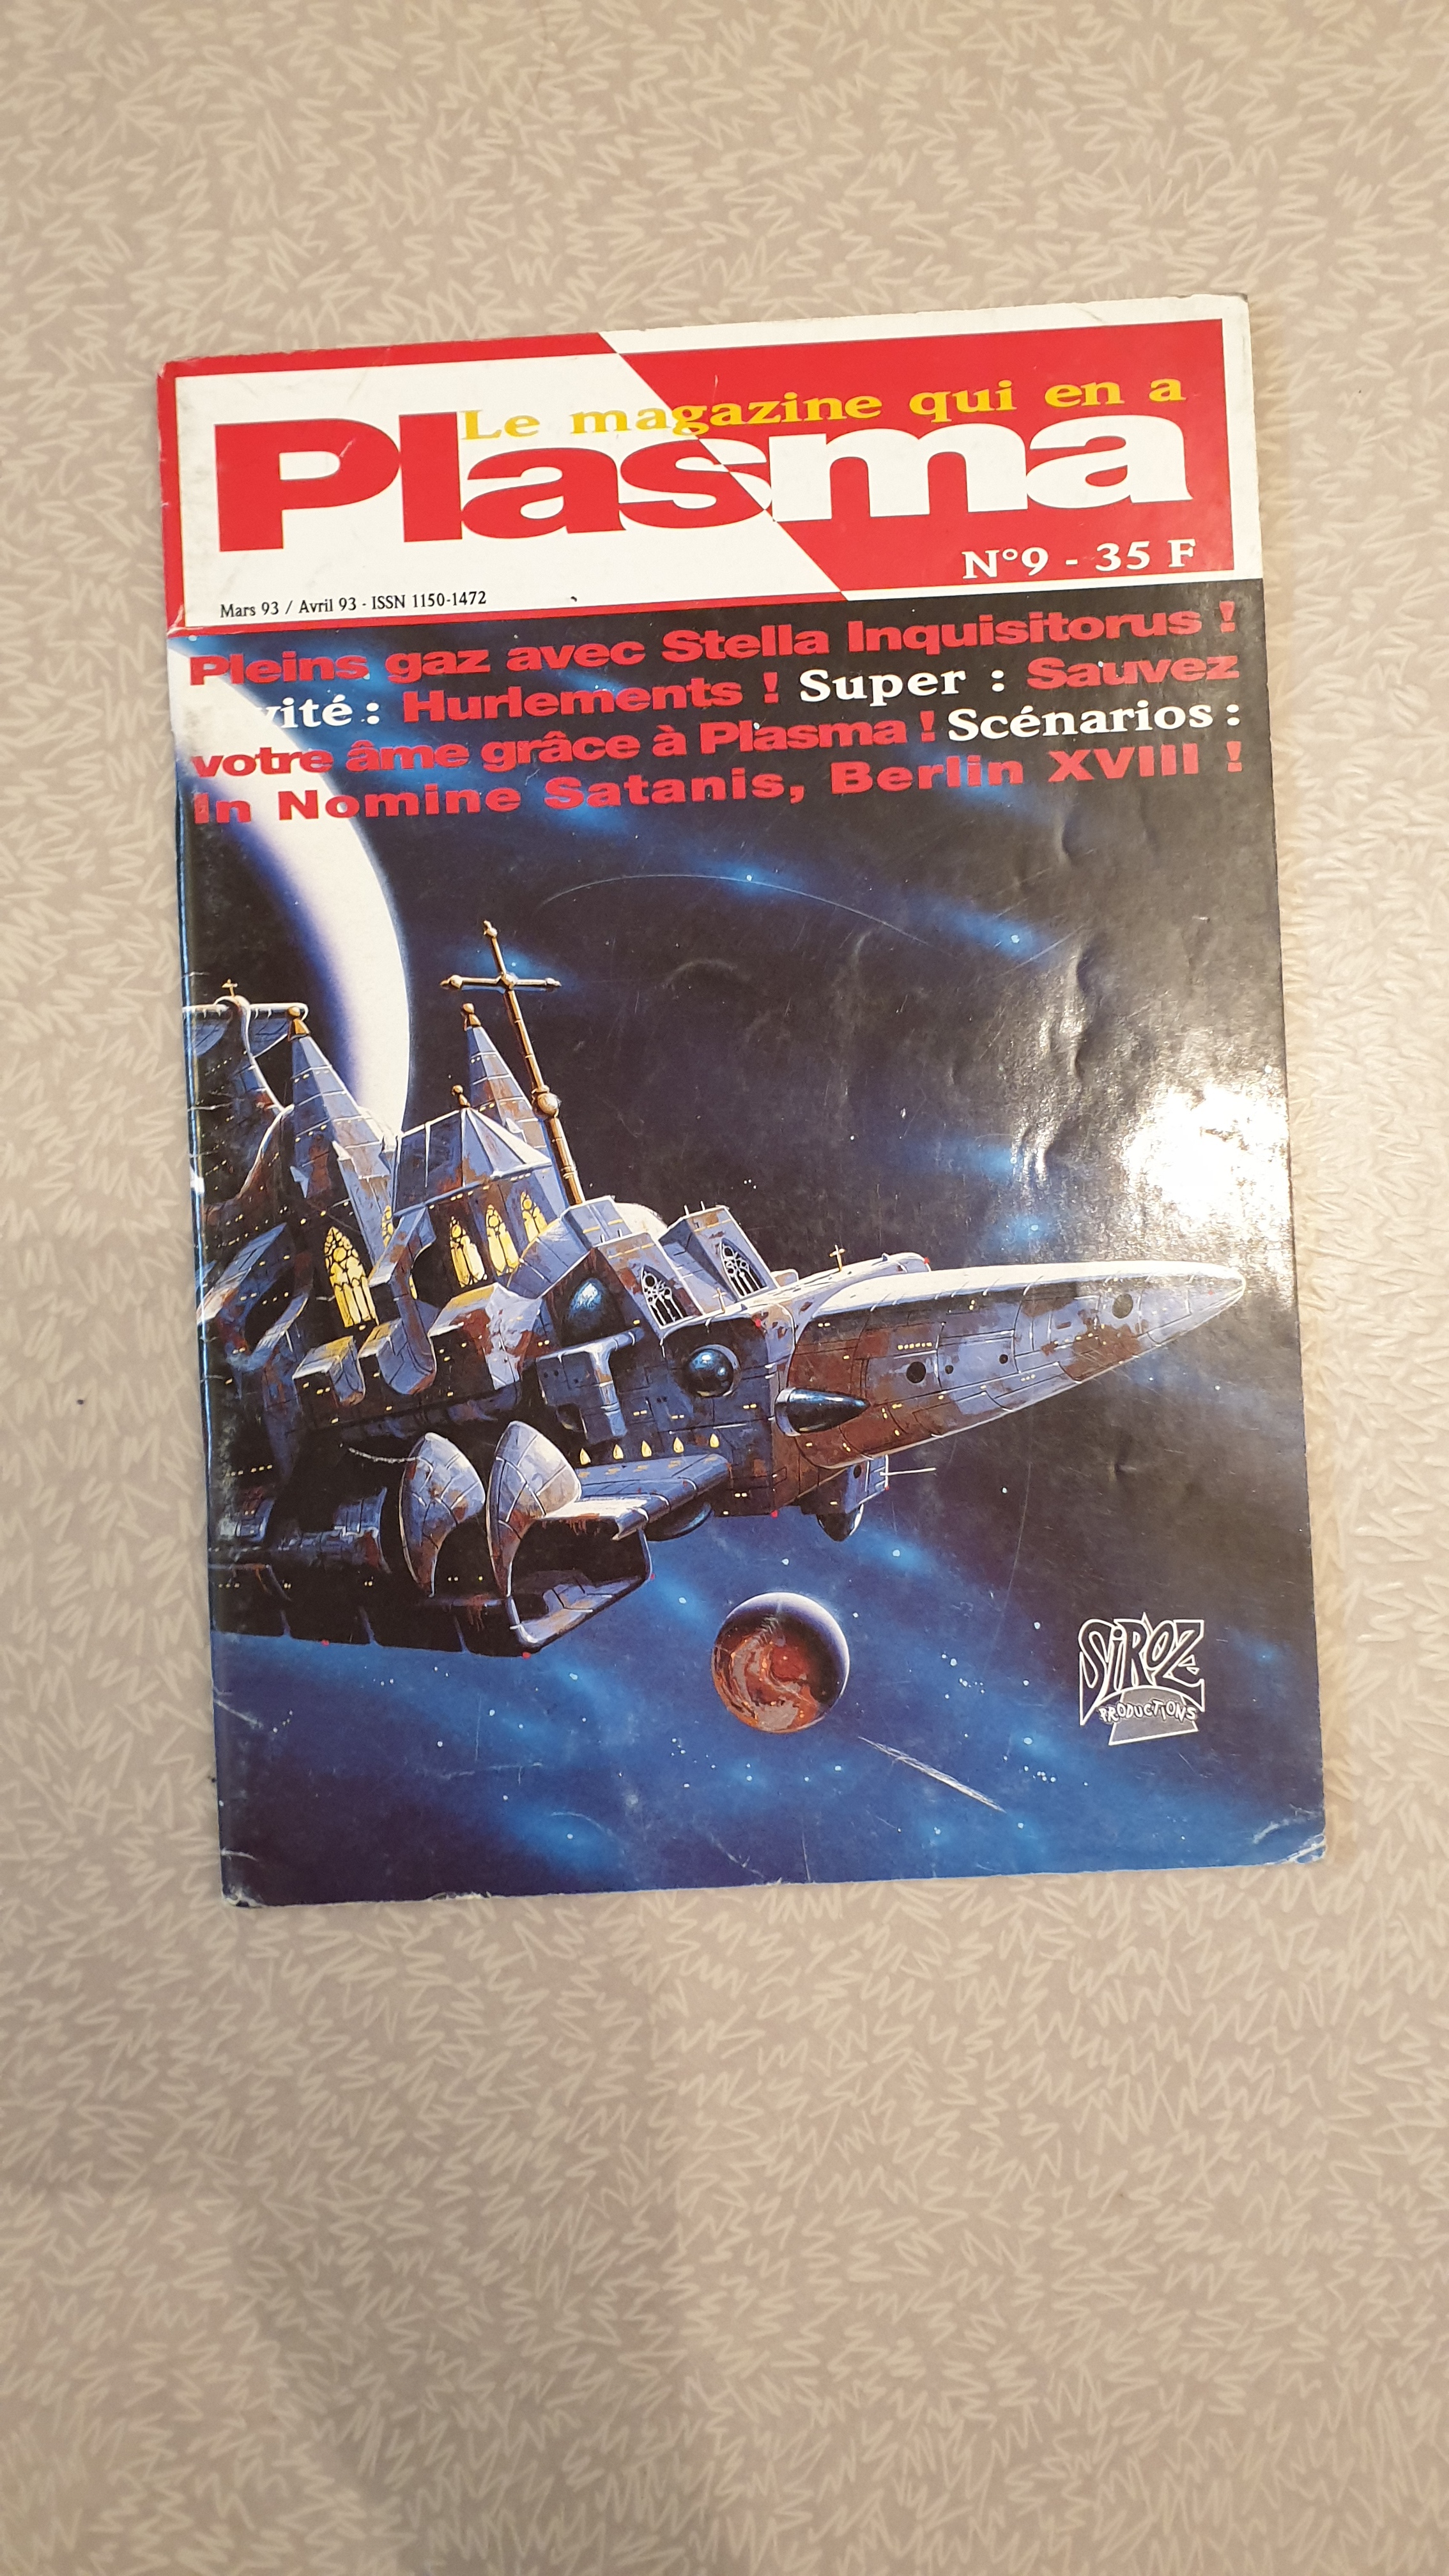 Le magazine qui en a
Plasma
N°9 - 35 F
Mars 93 / Avril 93 - ISSN 1150-1472
Pleins gaz avec Stella Inquisitorus !
vité : Hurlements ! Super : Sauvez
votre âme grâce à Plasma ! Scénarios :
In Nomine Satanis, Berlin XVIII !
SIROZ
PRODUCTIONS